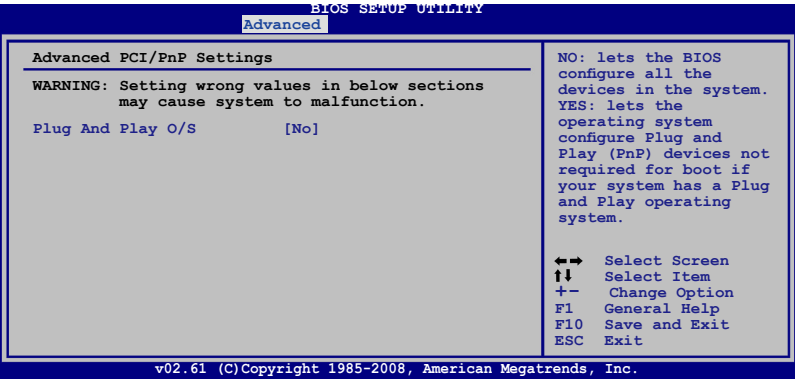 BIOS SETUP UTILITY
Advanced
Advanced PCI/PnP Settings
WARNING: Setting wrong values in below sections
may cause system to malfunction.
Plug And Play O/S [No]
NO: lets the BIOS
configure all the
devices in the system.
YES: lets the
operating system
configure Plug and
Play (PnP) devices not
required for boot if
your system has a Plug
and Play operating
system.
←→ Select Screen
↑↓ Select Item
+- Change Option
F1 General Help
F10 Save and Exit
ESC Exit
v02.61 (C)Copyright 1985-2008, American Megatrends, Inc.